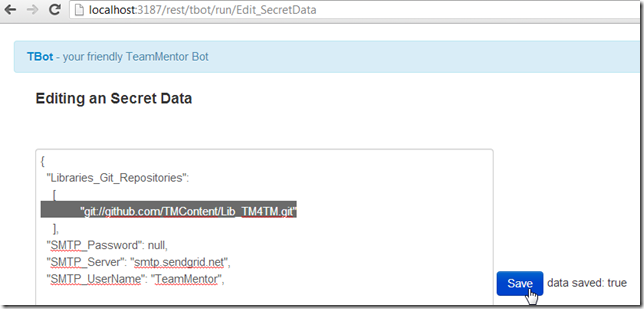 localhost:3187/rest/tbot/run/Edit_SecretData
TBot - your friendly TeamMentor Bot
Editing an Secret Data
{
"Libraries_Git_Repositories":
[
"git://github.com/TMContent/Lib_TM4TM.git"
],
"SMTP_Password": null,
"SMTP_Server": "smtp.sendgrid.net",
"SMTP_UserName": "TeamMentor",
Save data saved: true